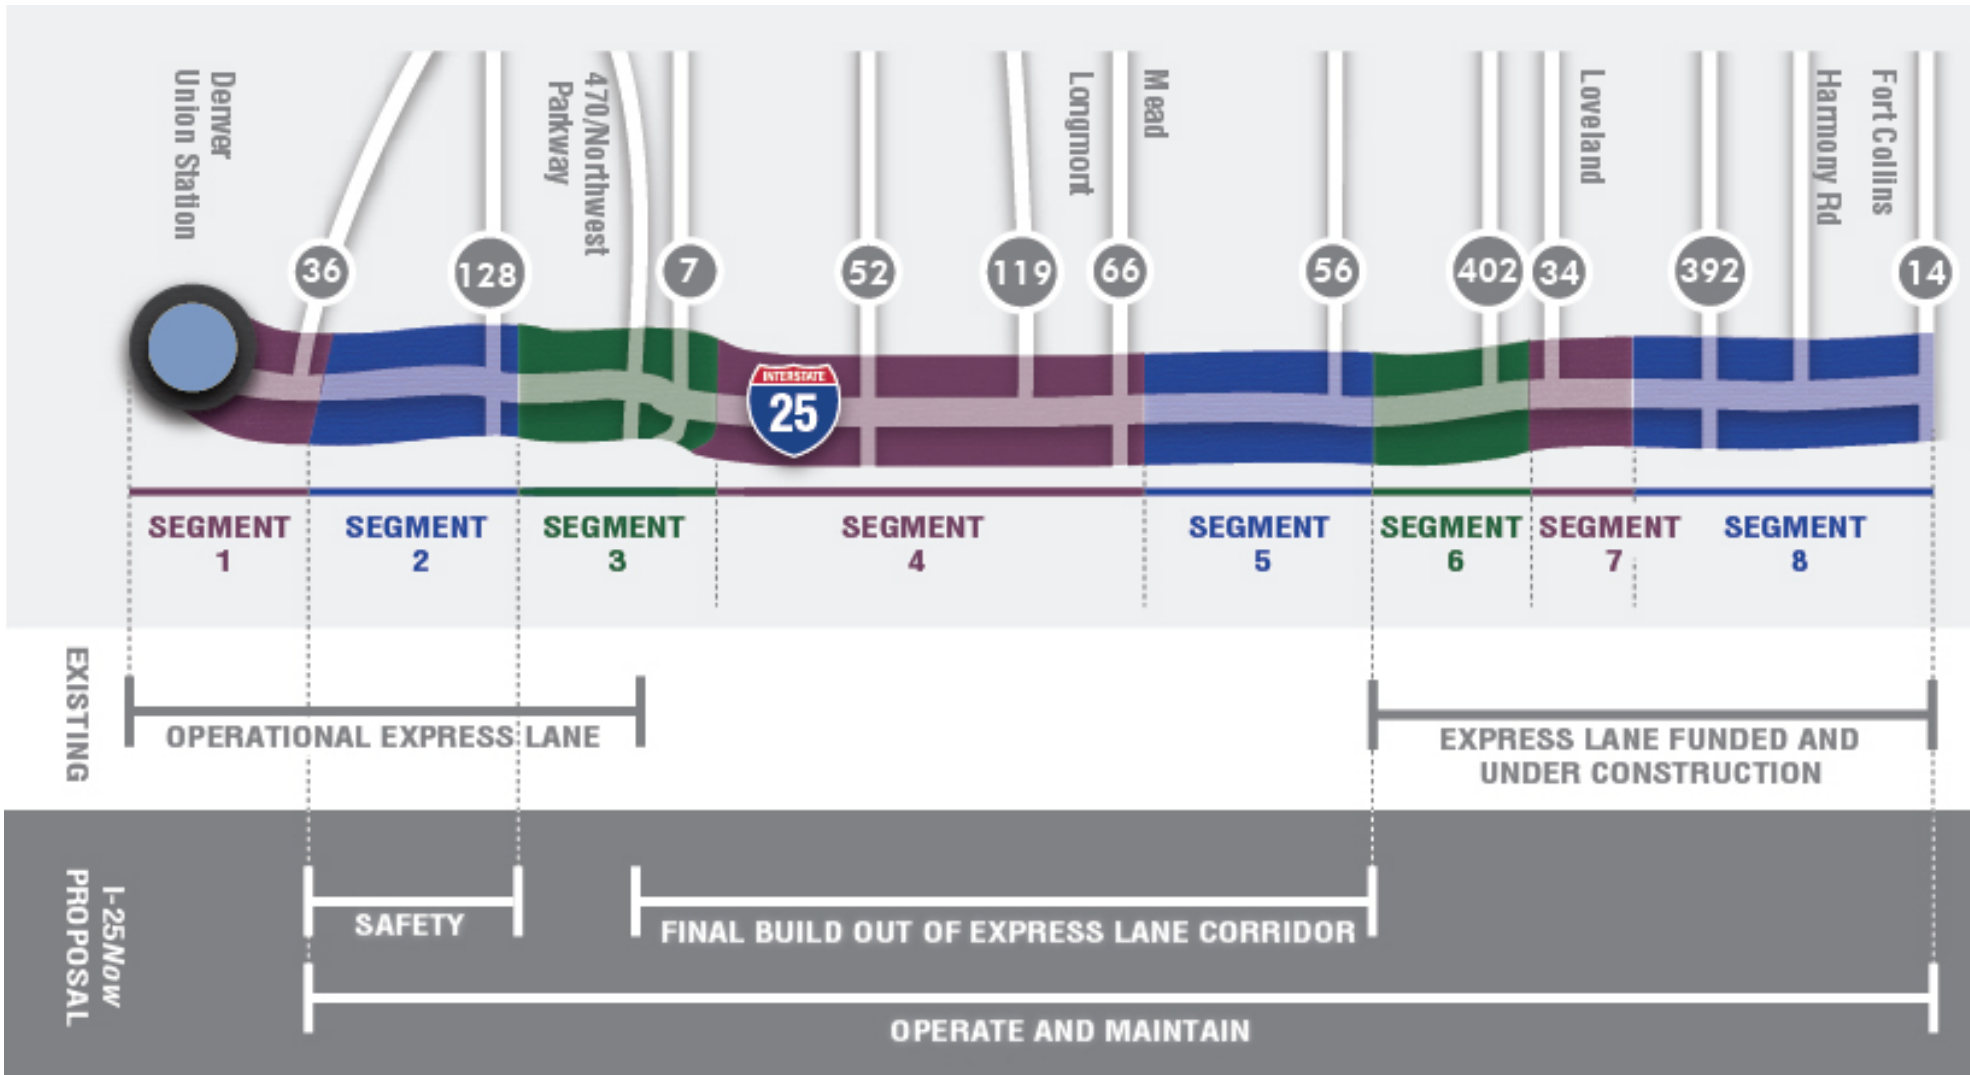 Denver
Union Station
470/Northwest
Parkway
Longmont
Mead
Loveland
Harmony Rd
Fort Collins
36
128
7
52
119
66
56
402
34
392
14
INTERSTATE
25
SEGMENT
1
SEGMENT
2
SEGMENT
3
SEGMENT
4
SEGMENT
5
SEGMENT
6
SEGMENT
7
SEGMENT
8
EXISTING
OPERATIONAL EXPRESS LANE
EXPRESS LANE FUNDED AND
UNDER CONSTRUCTION
I-25Now
PROPOSAL
SAFETY
FINAL BUILD OUT OF EXPRESS LANE CORRIDOR
OPERATE AND MAINTAIN